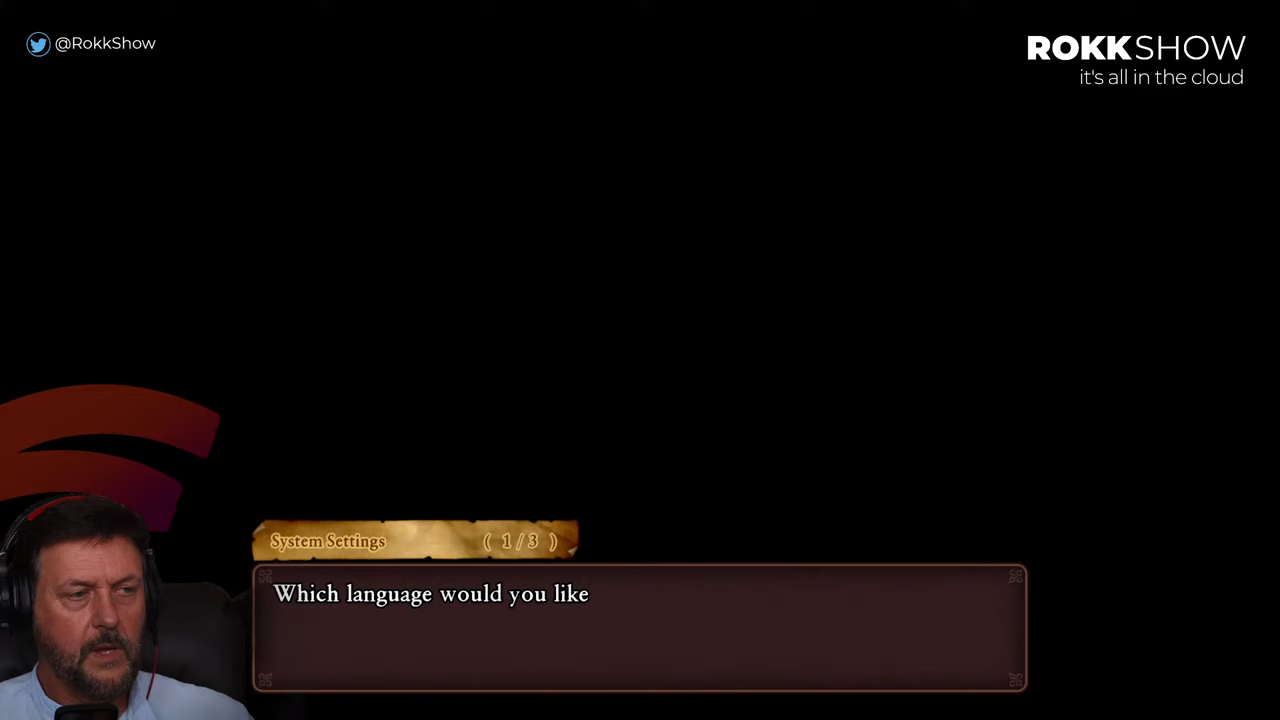 @RokkShow
ROKKSHOW
it's all in the cloud
System Settings ( 1 / 3 )
Which language would you like